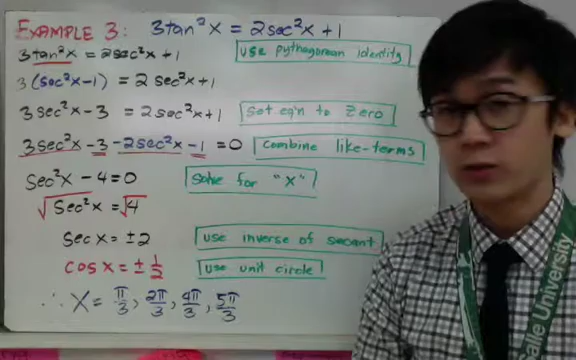 EXAMPLE 3: 3tan²x = 2sec²x + 1
3tan²x = 2sec²x + 1 use pythagorean identity
3(sec²x - 1) = 2sec²x + 1
3sec²x - 3 = 2sec²x + 1 Set eq'n to zero
3sec²x - 3 - 2sec²x - 1 = 0 combine like-terms
sec²x - 4 = 0 Solve for "x"
√sec²x = √4
sec x = ± 2 use inverse of secant
cos x = ± 1/2 use unit circle!
∴ x = π/3, 2π/3, 4π/3, 5π/3
alle University